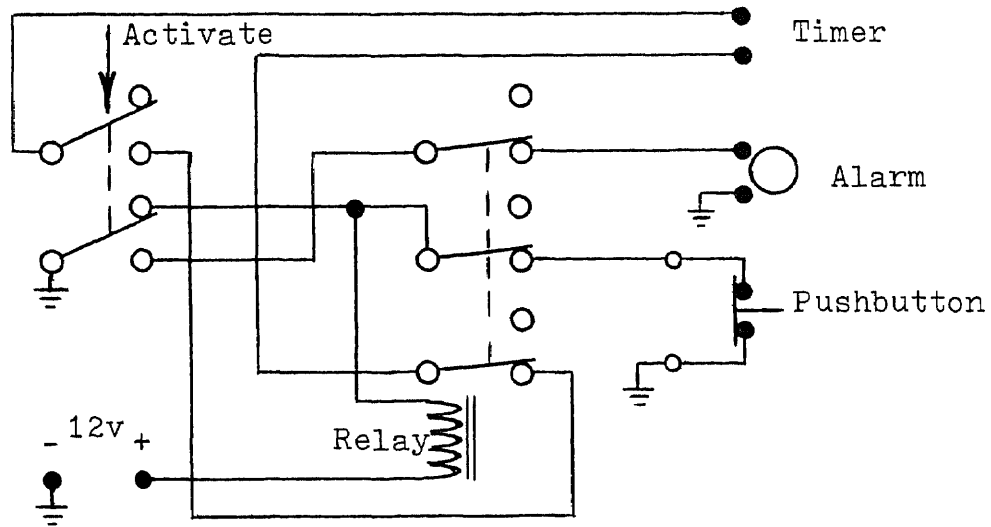 Activate
Timer
Alarm
Pushbutton
- 12v +
Relay